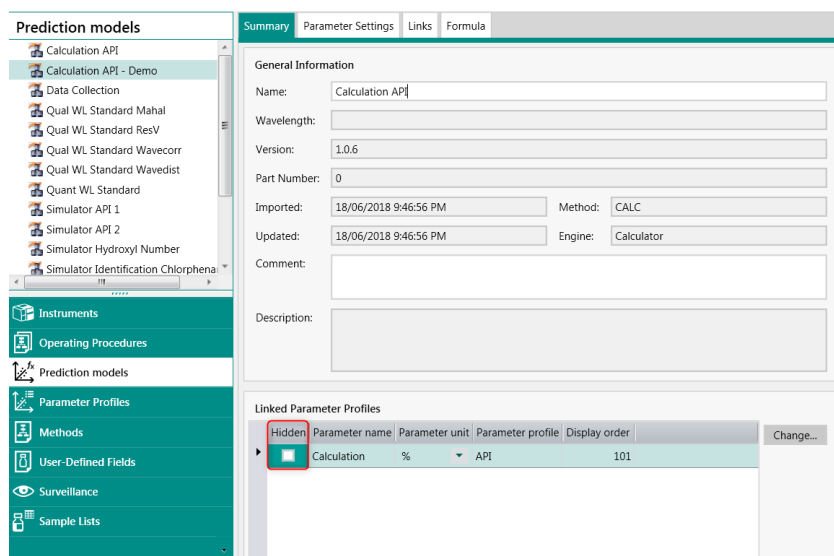 Prediction models
Calculation API
Calculation API - Demo
Data Collection
Qual WL Standard Mahal
Qual WL Standard ResV
Qual WL Standard Wavecorr
Qual WL Standard Wavedist
Quant WL Standard
Simulator API 1
Simulator API 2
Simulator Hydroxyl Number
Simulator Identification Chlorphena
Instruments
Operating Procedures
Prediction models
Parameter Profiles
Methods
User-Defined Fields
Surveillance
Sample Lists
Summary Parameter Settings Links Formula
General Information
Name: Calculation API
Wavelength:
Version: 1.0.6
Part Number: 0
Imported: 18/06/2018 9:46:56 PM Method: CALC
Updated: 18/06/2018 9:46:56 PM Engine: Calculator
Comment:
Description:
Linked Parameter Profiles
Hidden Parameter name Parameter unit Parameter profile Display order
Calculation % API 101
Change...